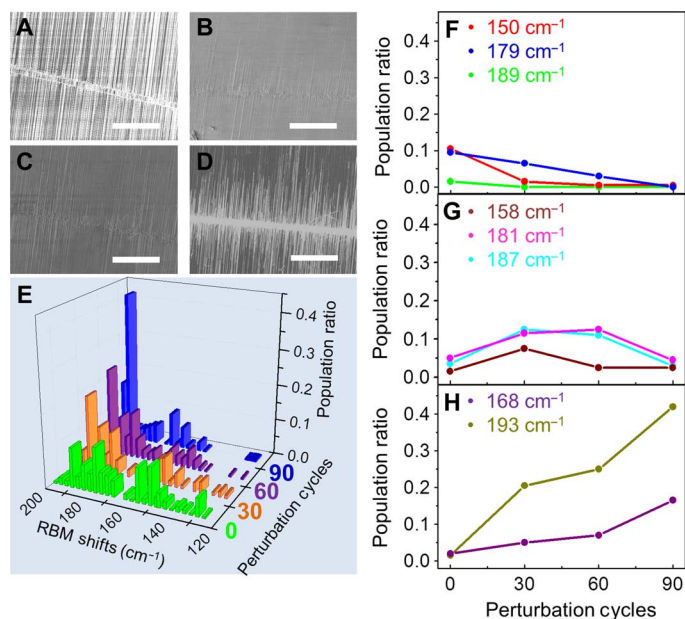 A
B
C
D
E
0.4
0.3
0.2
0.1
0.0
Population ratio
200
180
160
140
120
RBM shifts (cm⁻¹)
0
30
60
90
Perturbation cycles
F
150 cm⁻¹
179 cm⁻¹
189 cm⁻¹
0.4
0.3
0.2
0.1
0.0
Population ratio
G
158 cm⁻¹
181 cm⁻¹
187 cm⁻¹
0.4
0.3
0.2
0.1
0.0
Population ratio
H
168 cm⁻¹
193 cm⁻¹
0.4
0.3
0.2
0.1
0.0
Population ratio
0
30
60
90
Perturbation cycles